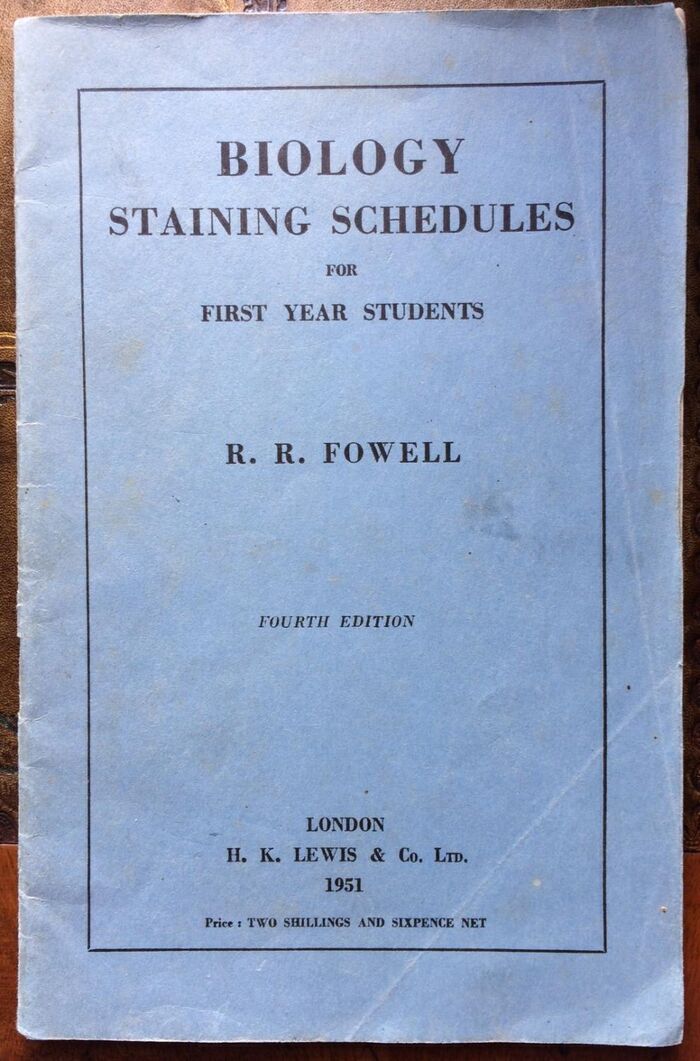 BIOLOGY
STAINING SCHEDULES
FOR
FIRST YEAR STUDENTS
R. R. FOWELL
FOURTH EDITION
LONDON
H. K. LEWIS & Co. Ltd.
1951
Price : TWO SHILLINGS AND SIXPENCE NET